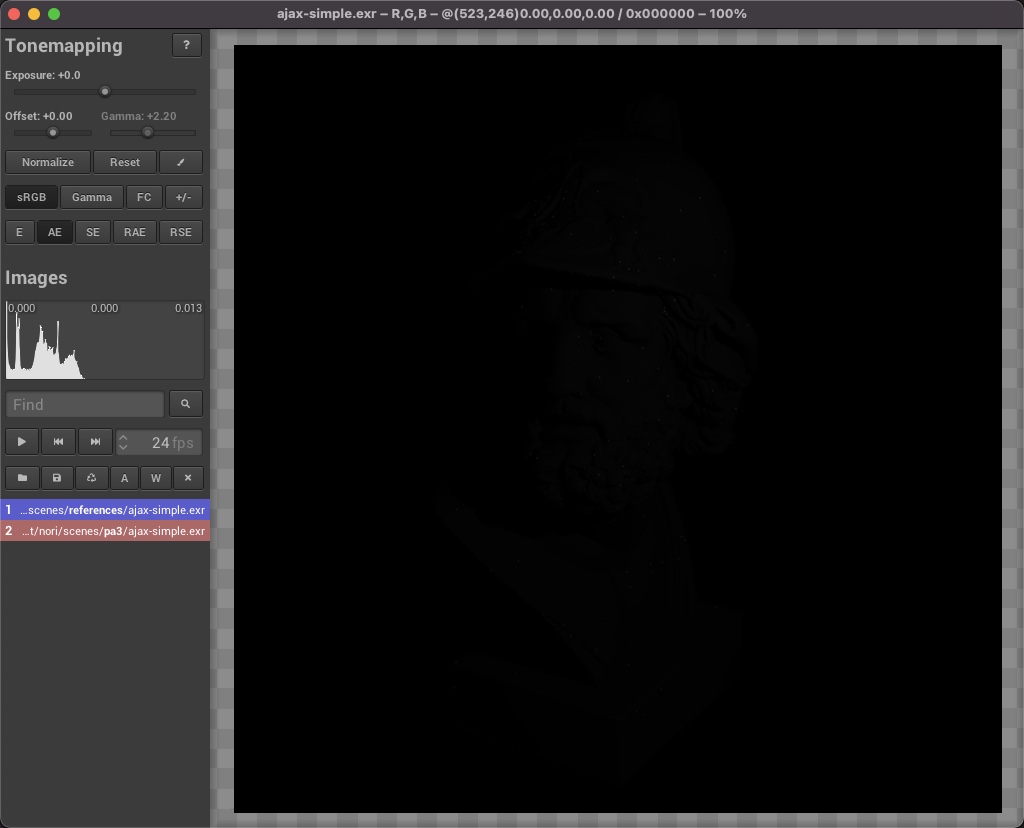 ajax-simple.exr – R,G,B – @(523,246)0.00,0.00,0.00 / 0x000000 – 100%
Tonemapping ?
Exposure: +0.0
Offset: +0.00 Gamma: +2.20
Normalize Reset
sRGB Gamma FC +/-
E AE SE RAE RSE
Images
0.000 0.000 0.013
Find
24 fps
A W
1 ...scenes/references/ajax-simple.exr
2 ...t/nori/scenes/pa3/ajax-simple.exr